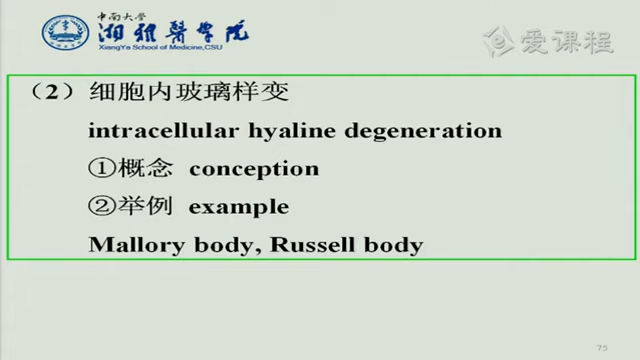 中南大学
湘雅醫学院
XiangYa School of Medicine,CSU
爱课程
（2）细胞内玻璃样变
intracellular hyaline degeneration
①概念 conception
②举例 example
Mallory body, Russell body
75